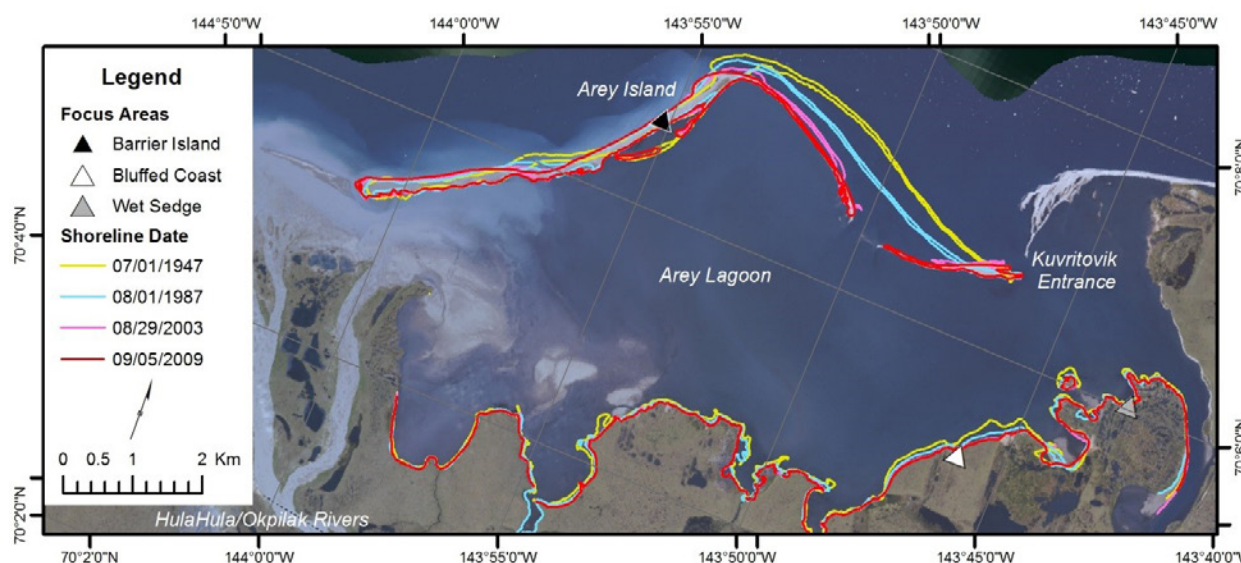 144°5'0"W 144°0'0"W 143°55'0"W 143°50'0"W 143°45'0"W
Legend
Focus Areas
Barrier Island
Bluffed Coast
Wet Sedge
Shoreline Date
07/01/1947
08/01/1987
08/29/2003
09/05/2009
0 0.5 1 2 Km
Arey Island
Arey Lagoon
Kuvritovik
Entrance
HulaHula/Okpilak Rivers
70°4'0"N
70°2'0"N
70°8'0"N
70°6'0"N
70°2'0"N 144°0'0"W 143°55'0"W 143°50'0"W 143°45'0"W 143°40'0"W